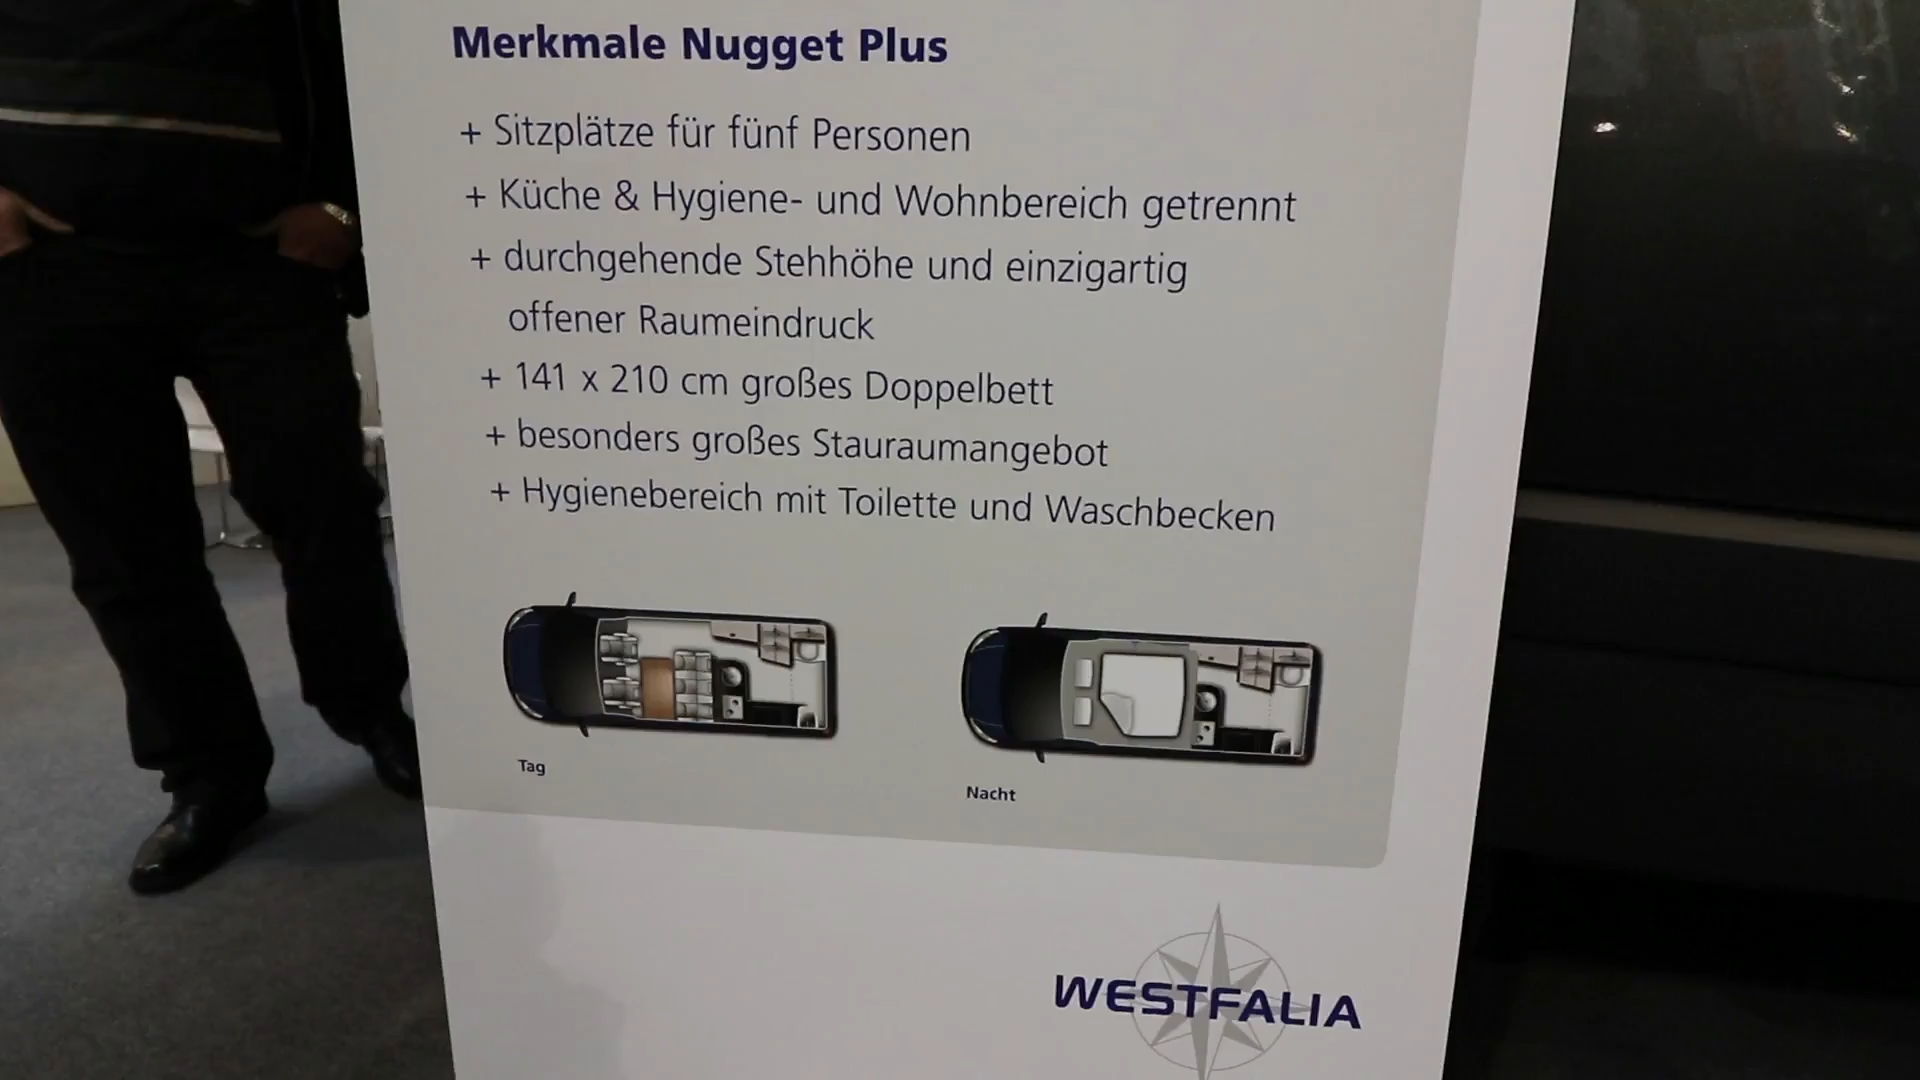 Merkmale Nugget Plus
+ Sitzplätze für fünf Personen
+ Küche & Hygiene- und Wohnbereich getrennt
+ durchgehende Stehhöhe und einzigartig
offener Raumeindruck
+ 141 x 210 cm großes Doppelbett
+ besonders großes Stauraumangebot
+ Hygienebereich mit Toilette und Waschbecken
Tag
Nacht
WESTFALIA